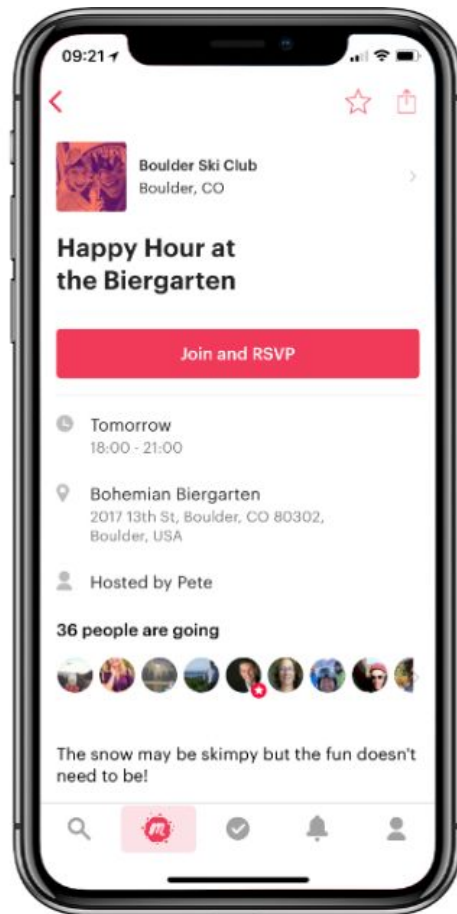 09:21
Boulder Ski Club
Boulder, CO
Happy Hour at
the Biergarten
Join and RSVP
Tomorrow
18:00 - 21:00
Bohemian Biergarten
2017 13th St, Boulder, CO 80302,
Boulder, USA
Hosted by Pete
36 people are going
The snow may be skimpy but the fun doesn't
need to be!
m